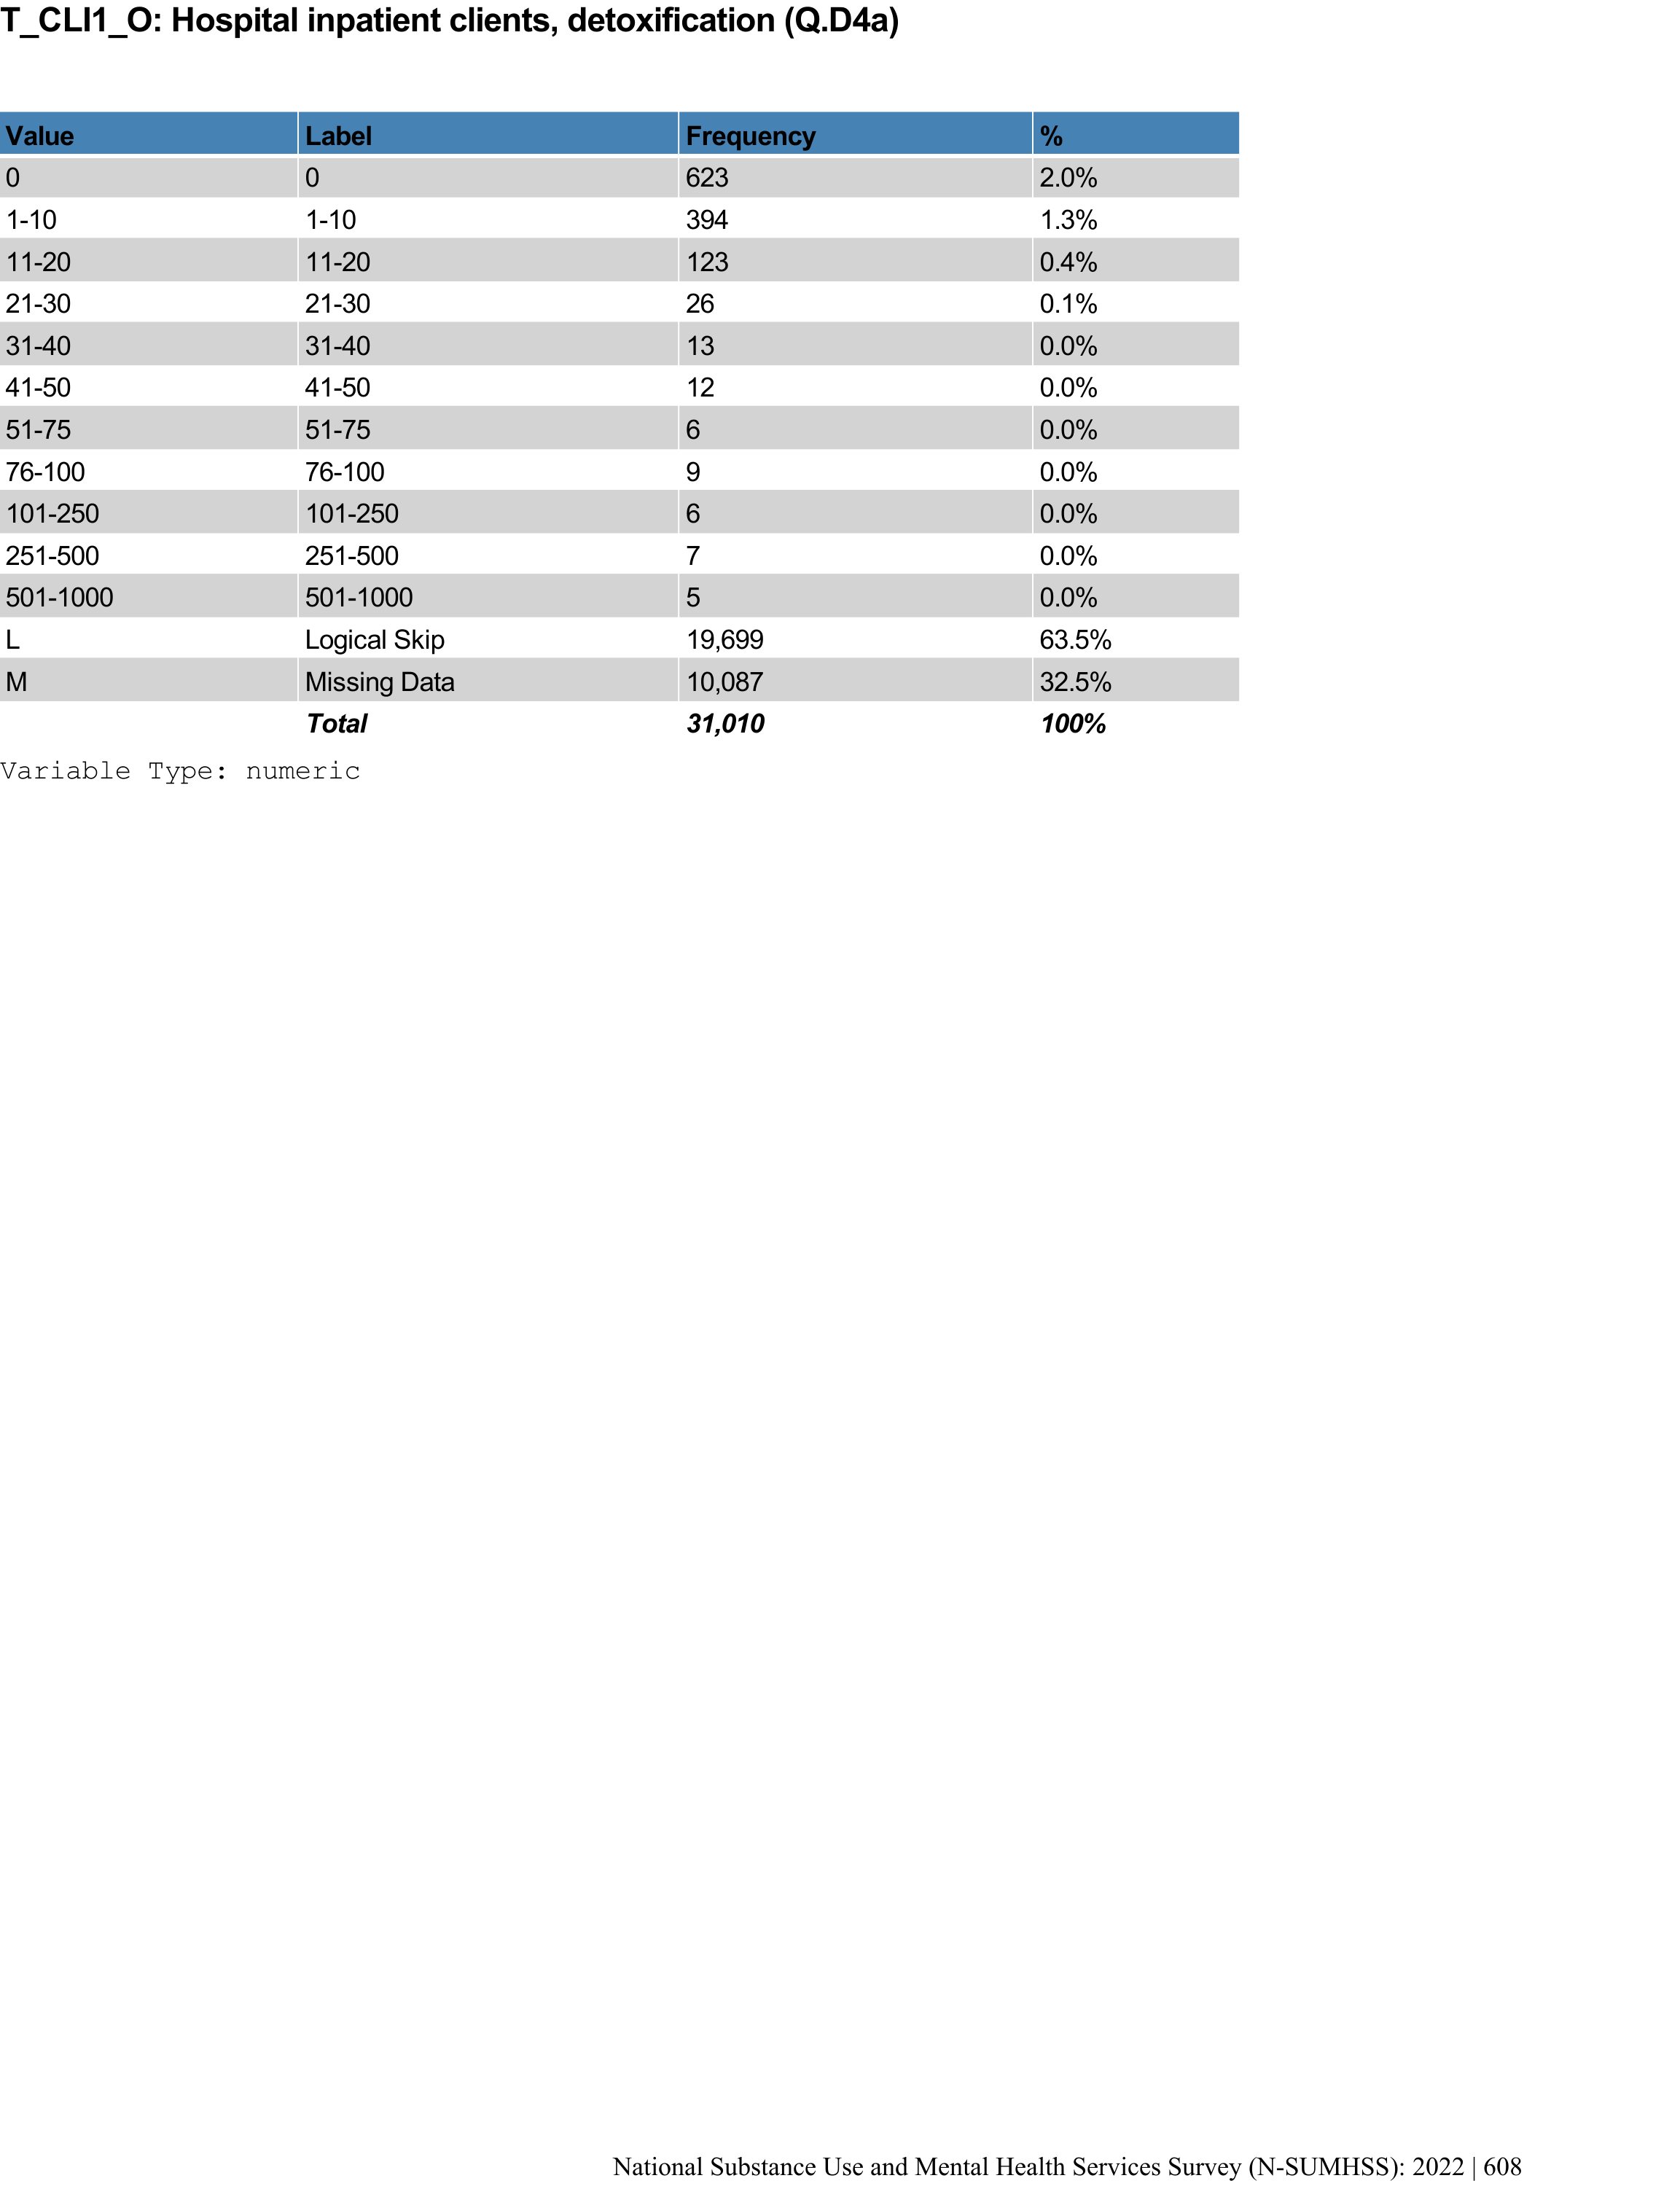 T_CLI1_O: Hospital inpatient clients, detoxification (Q.D4a)
Value Label Frequency %
0 0 623 2.0%
1-10 1-10 394 1.3%
11-20 11-20 123 0.4%
21-30 21-30 26 0.1%
31-40 31-40 13 0.0%
41-50 41-50 12 0.0%
51-75 51-75 6 0.0%
76-100 76-100 9 0.0%
101-250 101-250 6 0.0%
251-500 251-500 7 0.0%
501-1000 501-1000 5 0.0%
L Logical Skip 19,699 63.5%
M Missing Data 10,087 32.5%
Total 31,010 100%
Variable Type: numeric
National Substance Use and Mental Health Services Survey (N-SUMHSS): 2022 | 608